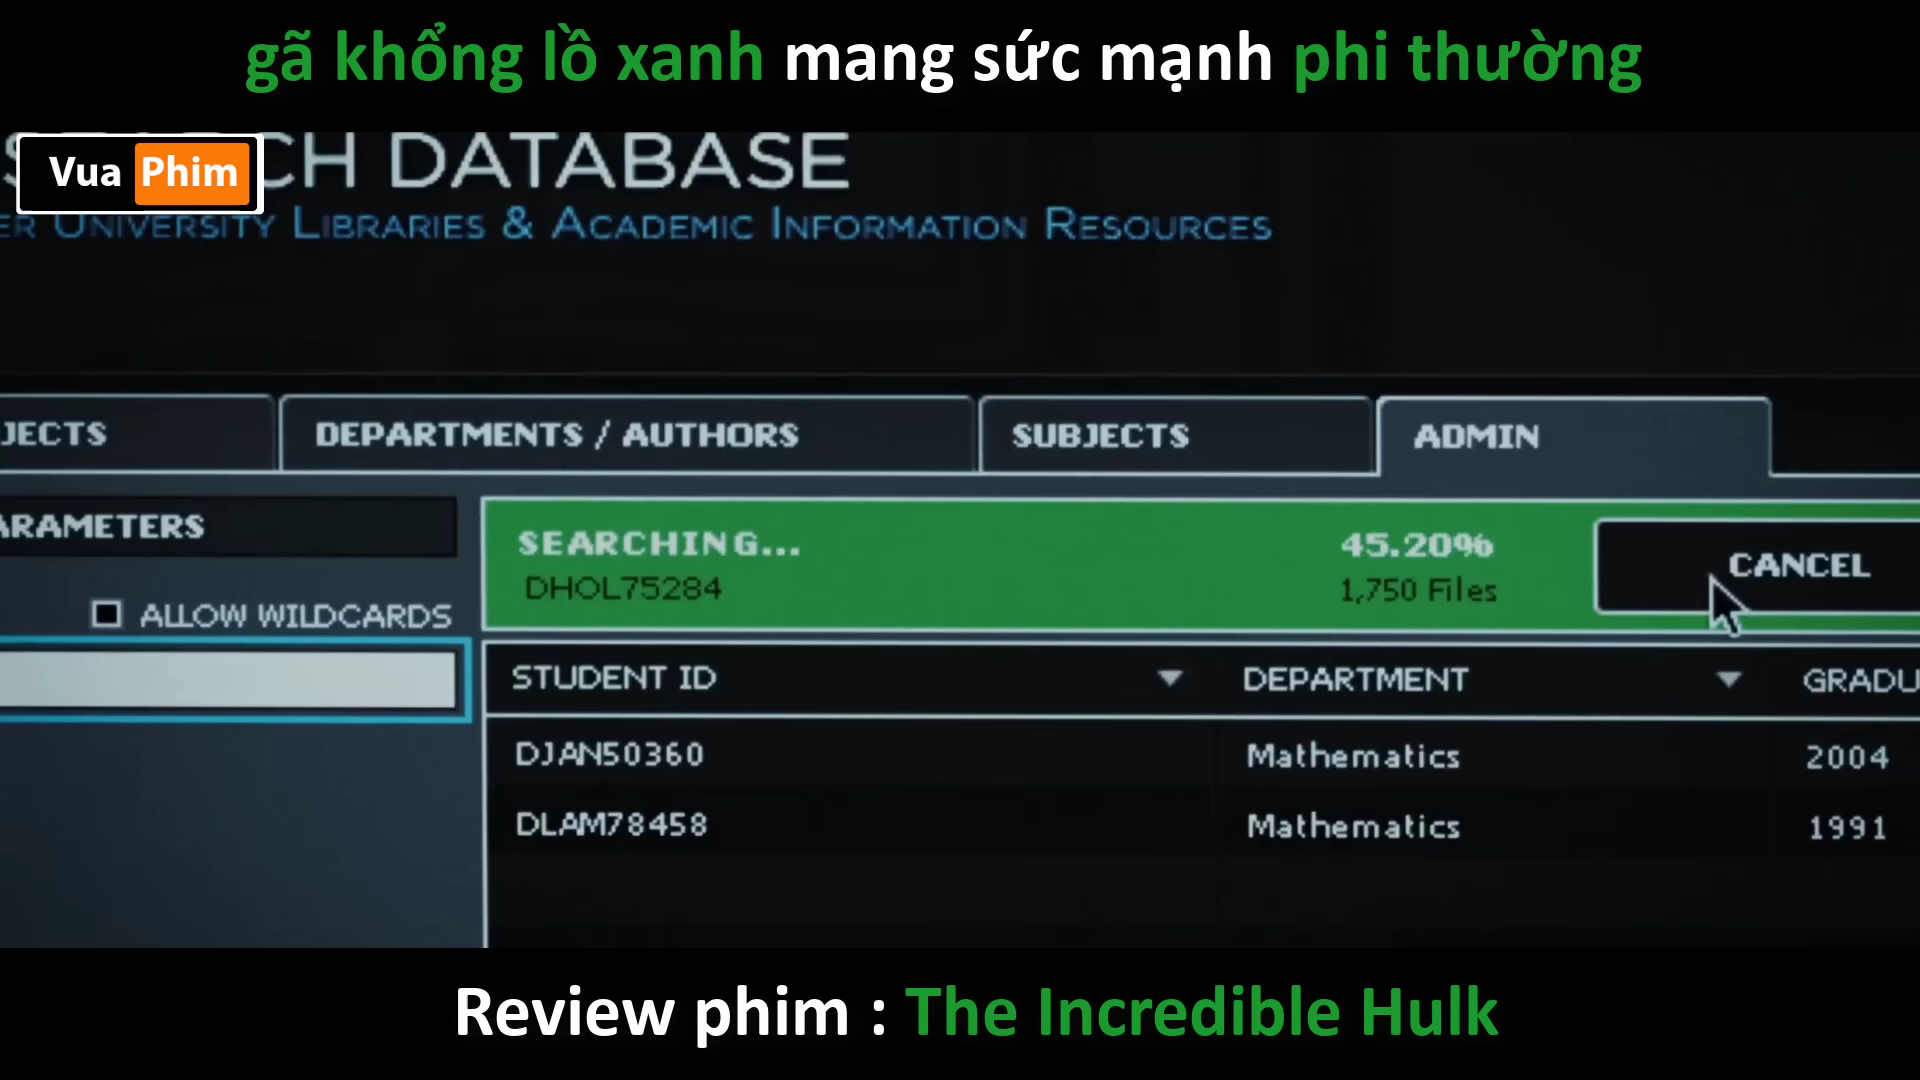 gã khổng lồ xanh mang sức mạnh phi thường
Vua Phim
DATABASE
UNIVERSITY LIBRARIES & ACADEMIC INFORMATION RESOURCES
JECTS
DEPARTMENTS / AUTHORS
SUBJECTS
ADMIN
ARAMETERS
SEARCHING...
45.20%
CANCEL
DHOL75284
1,750 Files
ALLOW WILDCARDS
STUDENT ID
DEPARTMENT
GRADU
DJAN50360
Mathematics
2004
DLAM78458
Mathematics
1991
Review phim : The Incredible Hulk